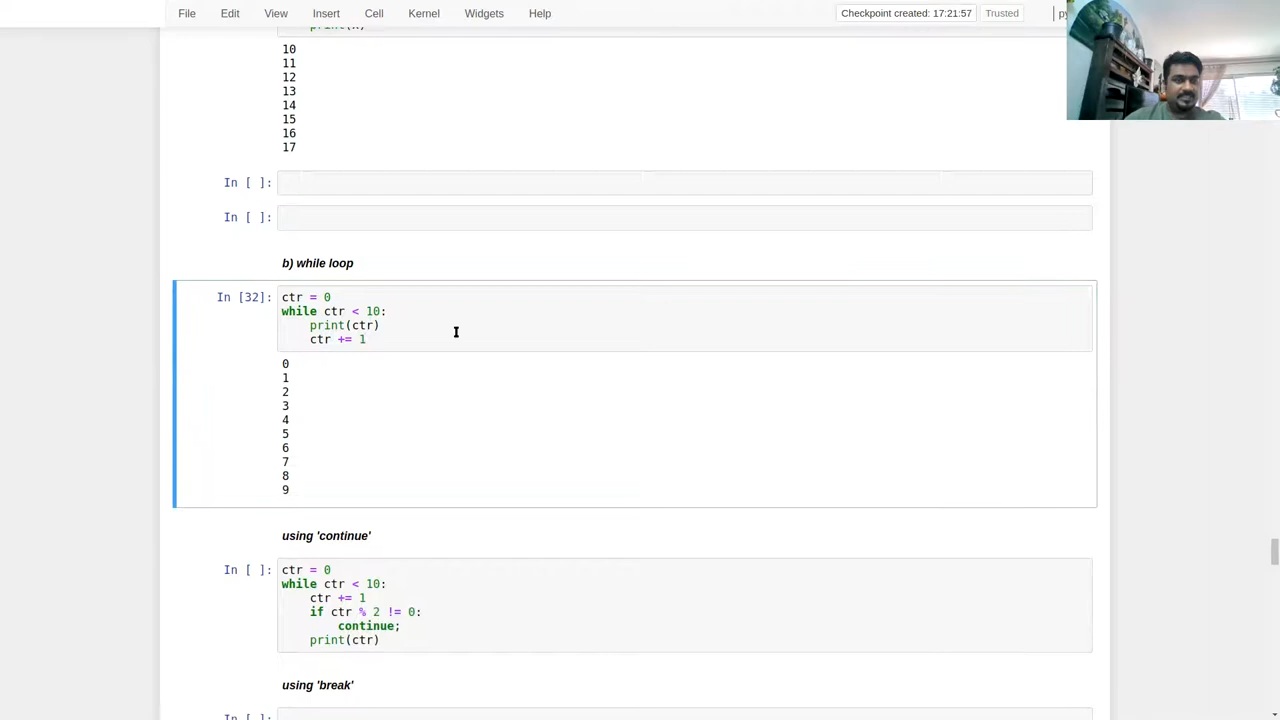 File Edit View Insert Cell Kernel Widgets Help Checkpoint created: 17:21:57 Trusted
10
11
12
13
14
15
16
17
In [ ]:
In [ ]:
b) while loop
In [32]: ctr = 0
while ctr < 10:
print(ctr)
ctr += 1
0
1
2
3
4
5
6
7
8
9
using 'continue'
In [ ]: ctr = 0
while ctr < 10:
ctr += 1
if ctr % 2 != 0:
continue;
print(ctr)
using 'break'
In [ ]: